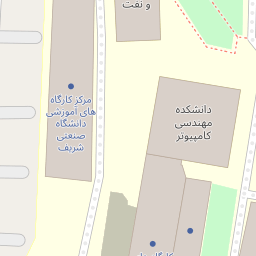 و نفت
مرکز کارگاه
های آموزشی
دانشگاه
صنعتی
شریف
دانشکده
مهندسی
کامپیوتر